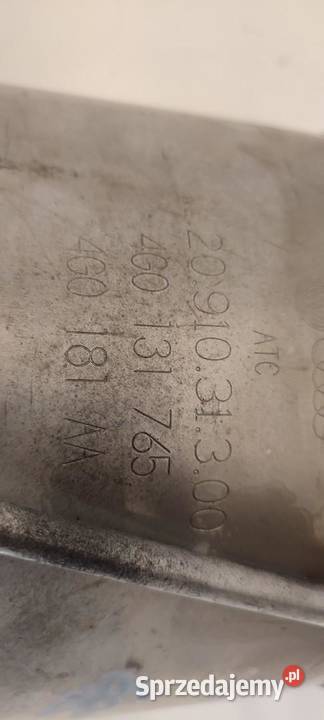 ATC
20.910.31.3.00
4G0 131 765
4G0 181 AA
Sprzedajemy.pl